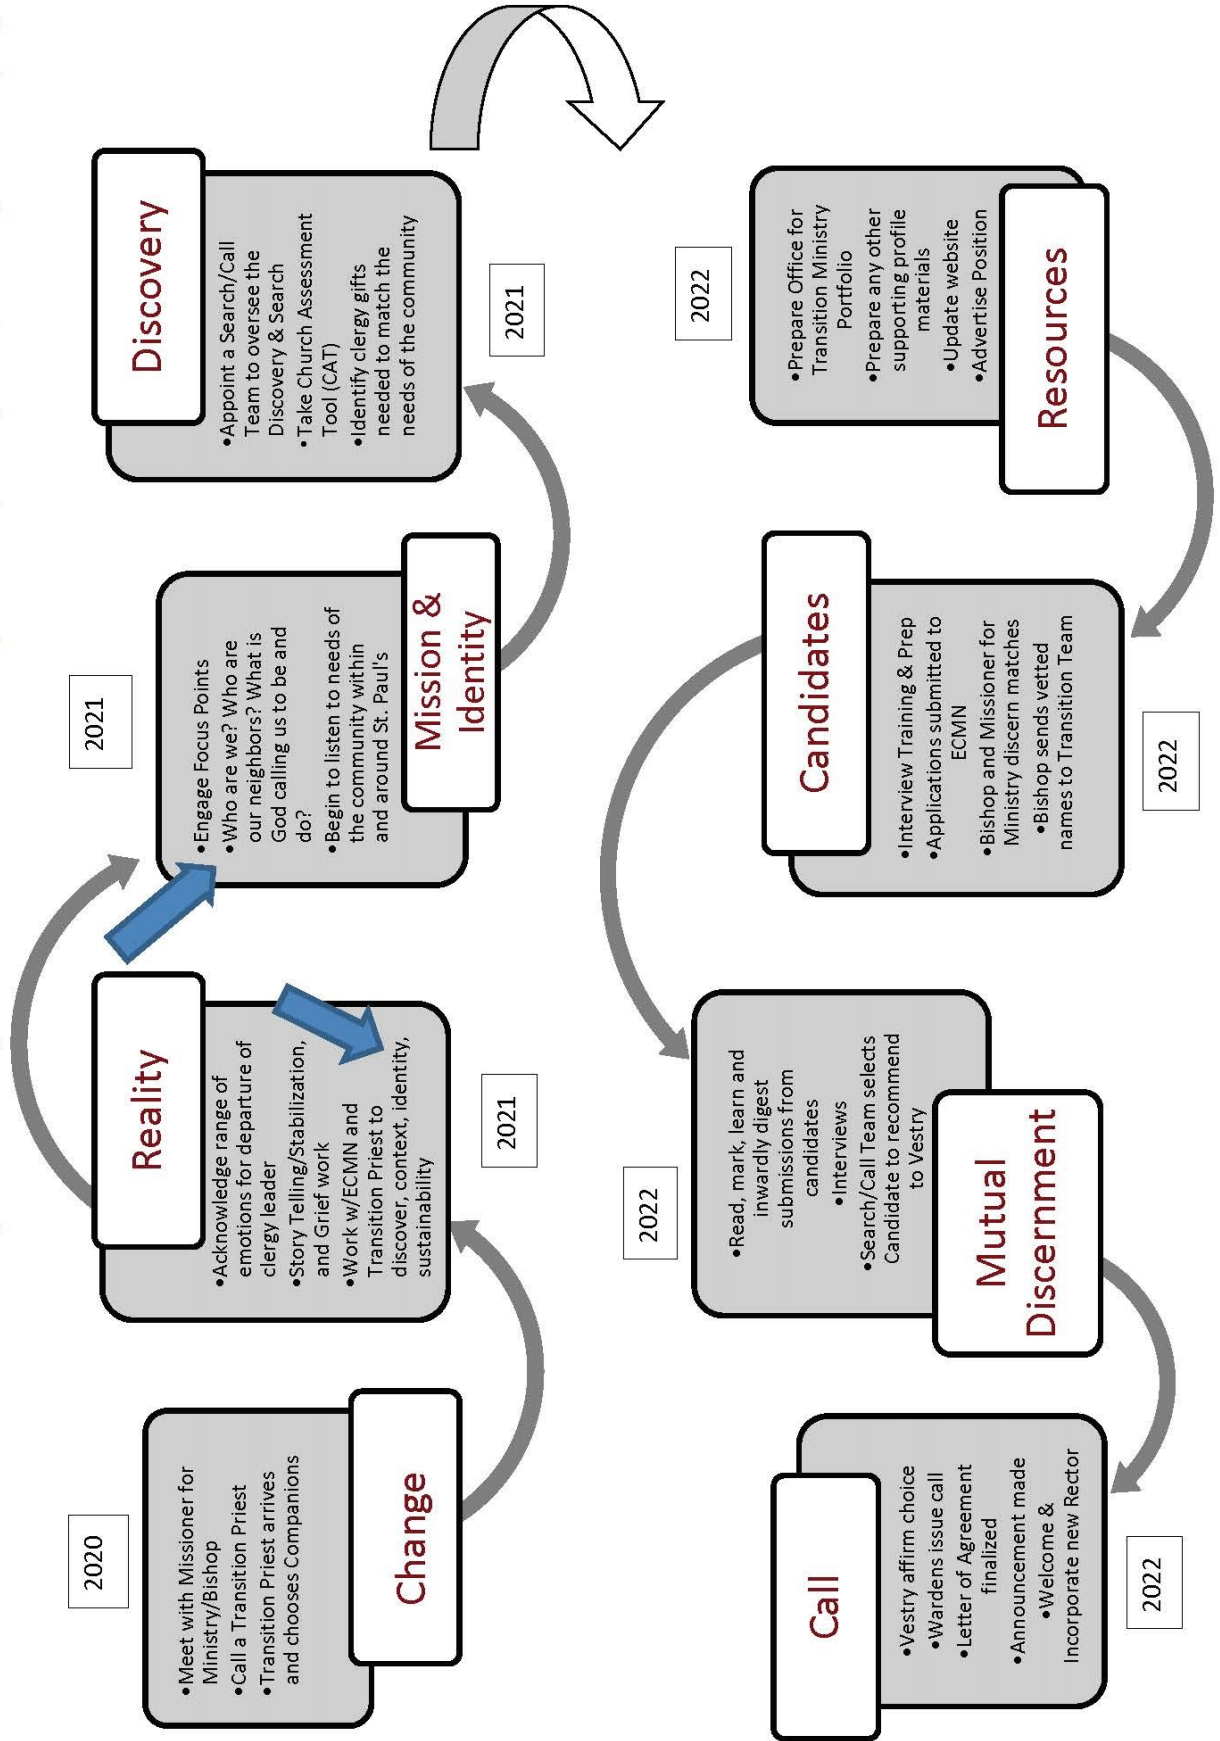 2020
•Meet with Missioner for
Ministry/Bishop
•Call a Transition Priest
•Transition Priest arrives
and chooses Companions
Change
Reality
•Acknowledge range of
emotions for departure of
clergy leader
•Story Telling/Stabilization,
and Grief work
•Work w/ECMN and
Transition Priest to
discover, context, identity,
sustainability
2021
2021
•Engage Focus Points
•Who are we? Who are
our neighbors? What is
God calling us to be and
do?
•Begin to listen to needs of
the community within
and around St. Paul's
Mission &
Identity
Discovery
•Appoint a Search/Call
Team to oversee the
Discovery & Search
•Take Church Assessment
Tool (CAT)
•Identify clergy gifts
needed to match the
needs of the community
2021
2022
•Prepare Office for
Transition Ministry
Portfolio
•Prepare any other
supporting profile
materials
•Update website
•Advertise Position
Resources
Candidates
•Interview Training & Prep
•Applications submitted to
ECMN
•Bishop and Missioner for
Ministry discern matches
•Bishop sends vetted
names to Transition Team
2022
2022
•Read, mark, learn and
inwardly digest
submissions from
candidates
•Interviews
•Search/Call Team selects
Candidate to recommend
to Vestry
Mutual
Discernment
Call
•Vestry affirm choice
•Wardens issue call
•Letter of Agreement
finalized
•Announcement made
•Welcome &
Incorporate new Rector
2022